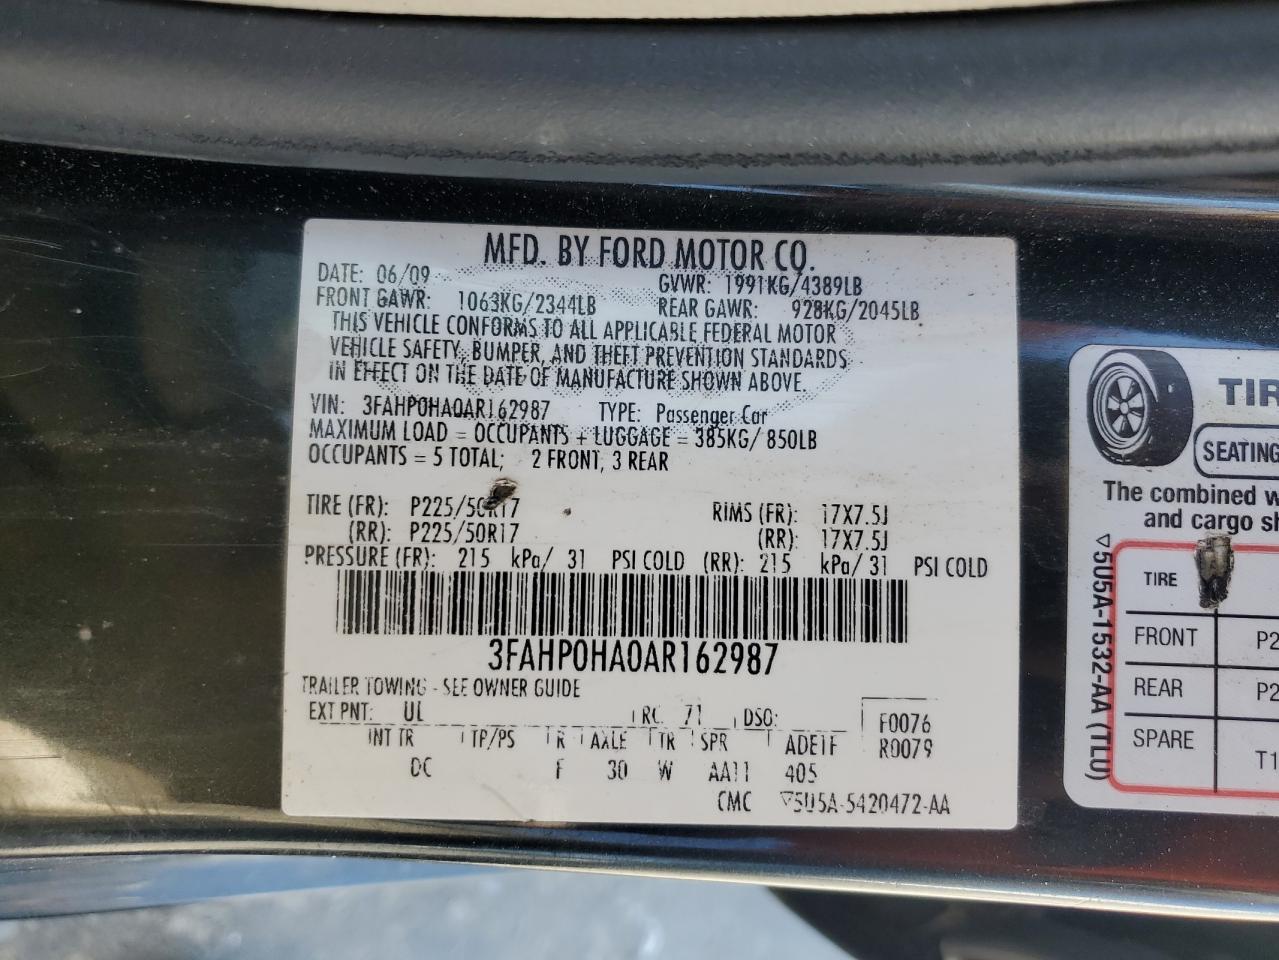 MFD. BY FORD MOTOR CO.
DATE: 06/09 GVWR: 1991KG/4389LB
FRONT GAWR: 1063KG/2344LB REAR GAWR: 928KG/2045LB
THIS VEHICLE CONFORMS TO ALL APPLICABLE FEDERAL MOTOR
VEHICLE SAFETY, BUMPER, AND THEFT PREVENTION STANDARDS
IN EFFECT ON THE DATE OF MANUFACTURE SHOWN ABOVE.
VIN: 3FAHP0HA0AR162987 TYPE: Passenger Car
MAXIMUM LOAD = OCCUPANTS + LUGGAGE = 385KG/850LB
OCCUPANTS = 5 TOTAL; 2 FRONT, 3 REAR
TIRE (FR): P225/50R17 RIMS (FR): 17X7.5J
(RR): P225/50R17 (RR): 17X7.5J
PRESSURE (FR): 215 kPa/ 31 PSI COLD (RR): 215 kPa/ 31 PSI COLD
3FAHP0HA0AR162987
TRAILER TOWING - SEE OWNER GUIDE
EXT PNT: UL RC: 71 DSO: F0076
INT TR TP/PS R AXLE TR SPR ADE1F R0079
DC F 30 W AA11 405
CMC ▽5U5A-5420472-AA
TIR
SEATING
The combined w
and cargo sh
▽5U5A-1532-AA (TLU)
TIRE
FRONT P2
REAR P2
SPARE T1